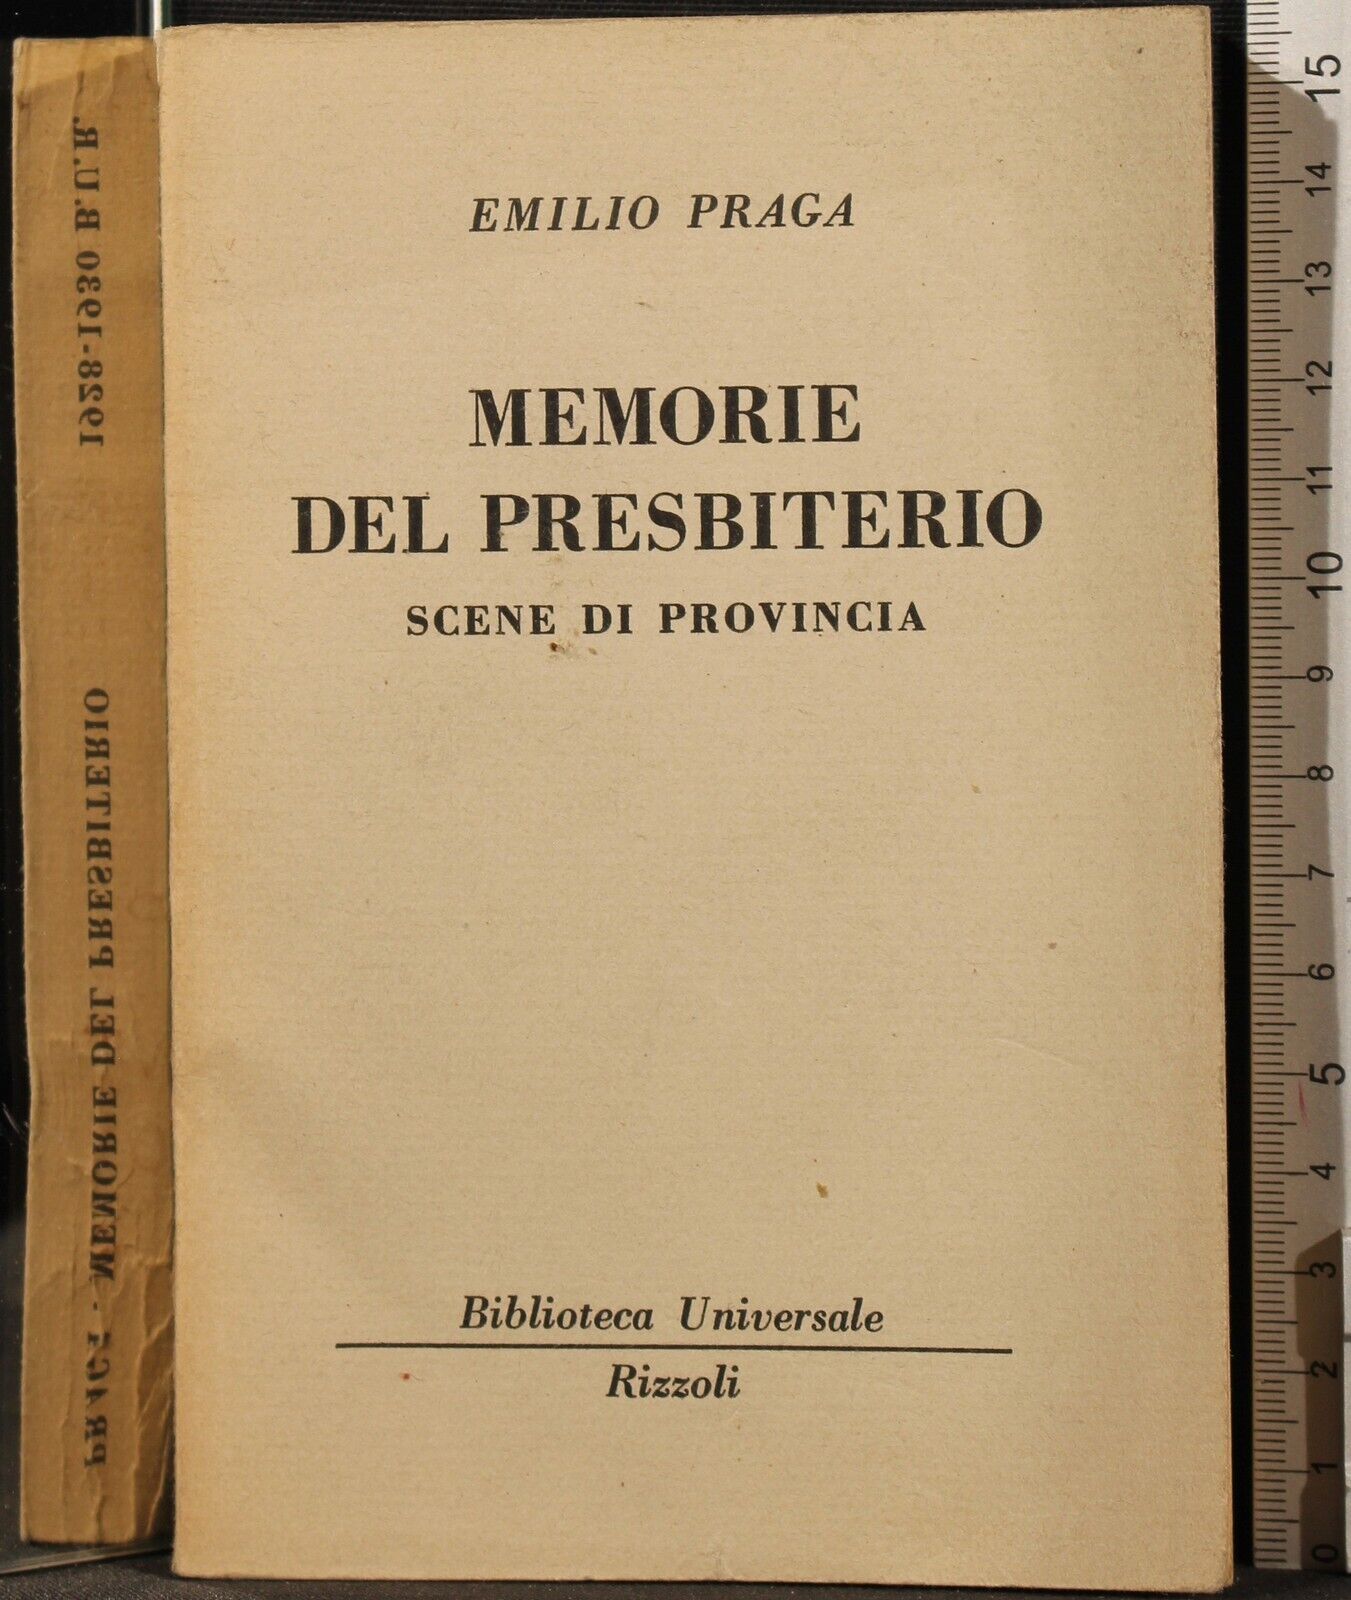 EMILIO PRAGA
MEMORIE
DEL PRESBITERIO
SCENE DI PROVINCIA
Biblioteca Universale
Rizzoli
PRAGA - MEMORIE DEL PRESBITERIO 1928-1930 B.U.R.
15
14
13
12
11
10
9
8
7
6
5
4
3
2
1
0